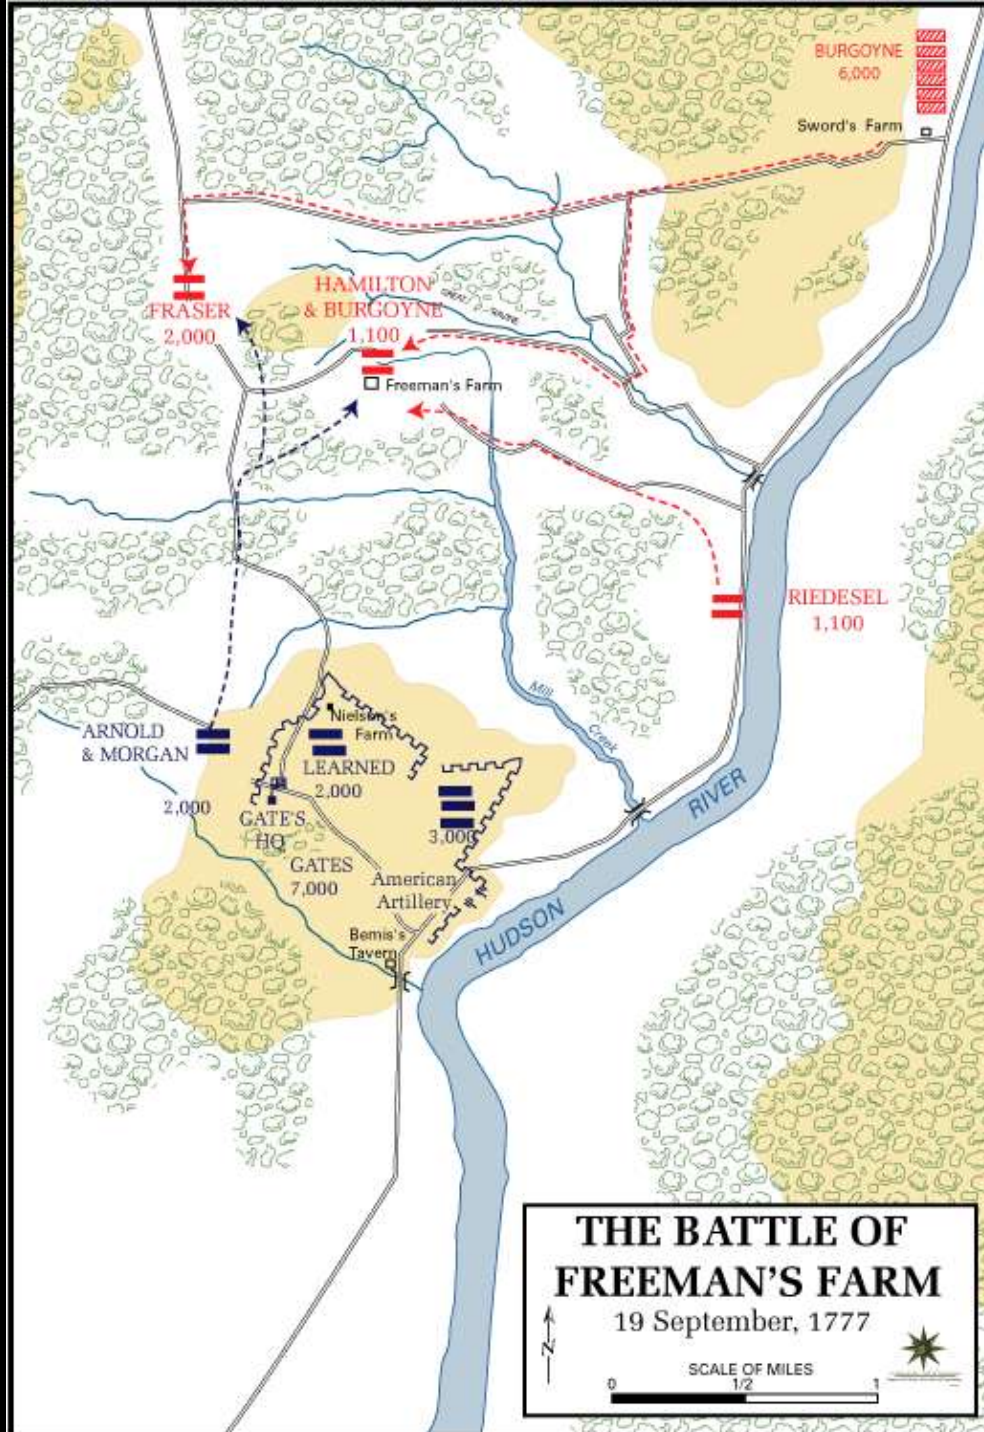 BURGOYNE
6,000
Sword's Farm
HAMILTON
& BURGOYNE
1,100
FRASER
2,000
Freeman's Farm
RIEDESEL
1,100
Mill
Creek
Nielson's
Farm
ARNOLD
& MORGAN
2,000
LEARNED
2,000
GATE'S
HQ
3,000
GATES
7,000
American
Artillery
Bemis's
Tavern
HUDSON
RIVER
THE BATTLE OF
FREEMAN'S FARM
19 September, 1777
N
SCALE OF MILES
0 1/2 1